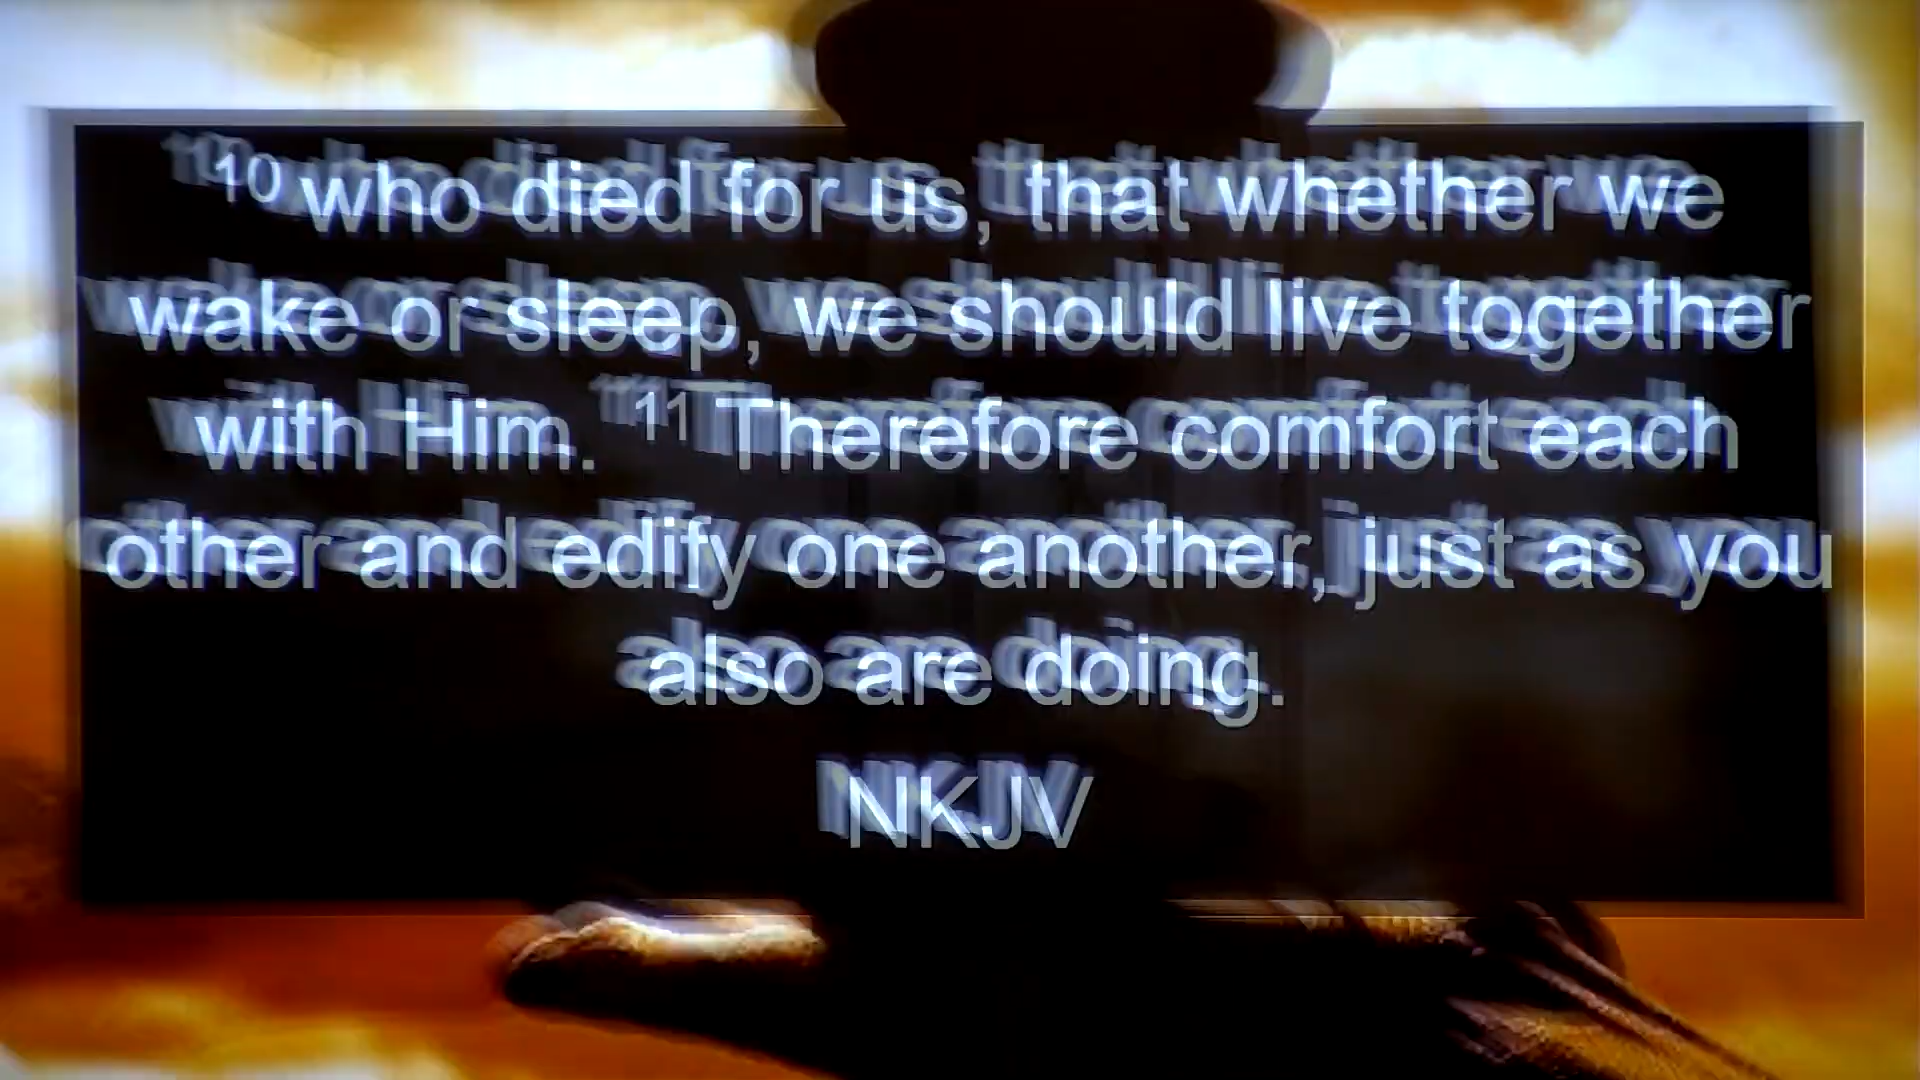 10 who died for us, that whether we
wake or sleep, we should live together
with Him. 11 Therefore comfort each
other and edify one another, just as you
also are doing.
NKJV